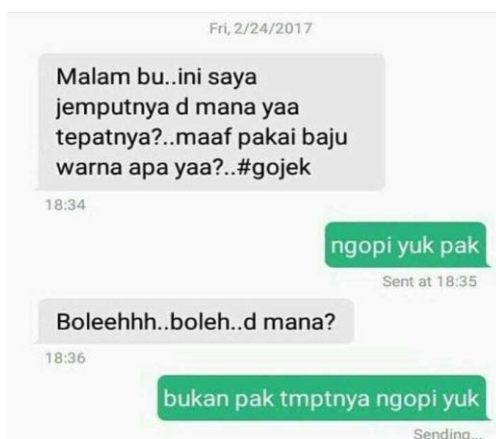 Fri, 2/24/2017
Malam bu..ini saya
jemputnya d mana yaa
tepatnya?..maaf pakai baju
warna apa yaa?..#gojek
18:34
ngopi yuk pak
Sent at 18:35
Boleehhh..boleh..d mana?
18:36
bukan pak tmptnya ngopi yuk
Sending...